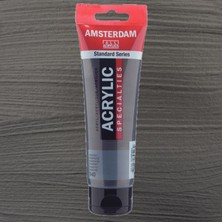 AMSTERDAM
Standard Series
ACRYLIC
SPECIALTIES